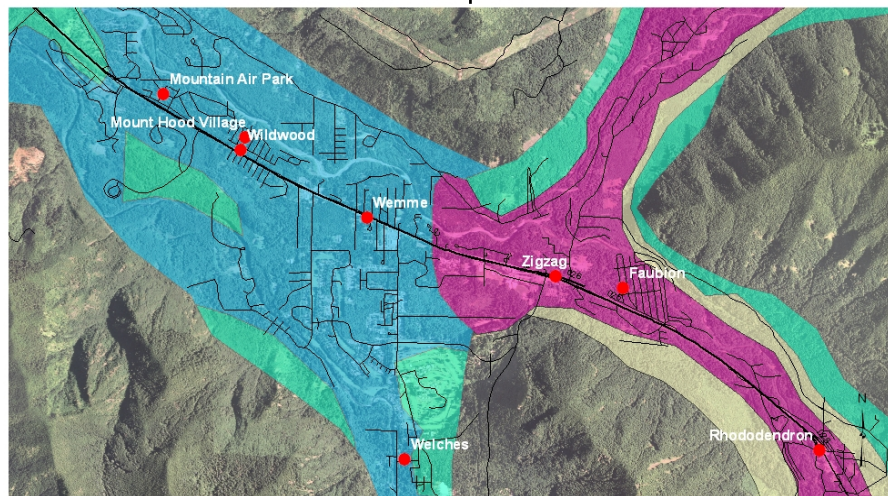 Mountain Air Park
Mount Hood Village
Wildwood
Wemme
Zigzag
Faubion
Rhododendron
Welches
N